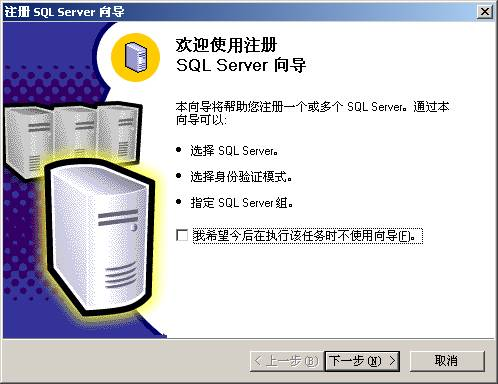 注册 SQL Server 向导
欢迎使用注册
SQL Server 向导
本向导将帮助您注册一个或多个 SQL Server。通过本
向导可以:
• 选择 SQL Server。
• 选择身份验证模式。
• 指定 SQL Server 组。
我希望今后在执行该任务时不使用向导(F)。
< 上一步(B)
下一步(N) >
取消